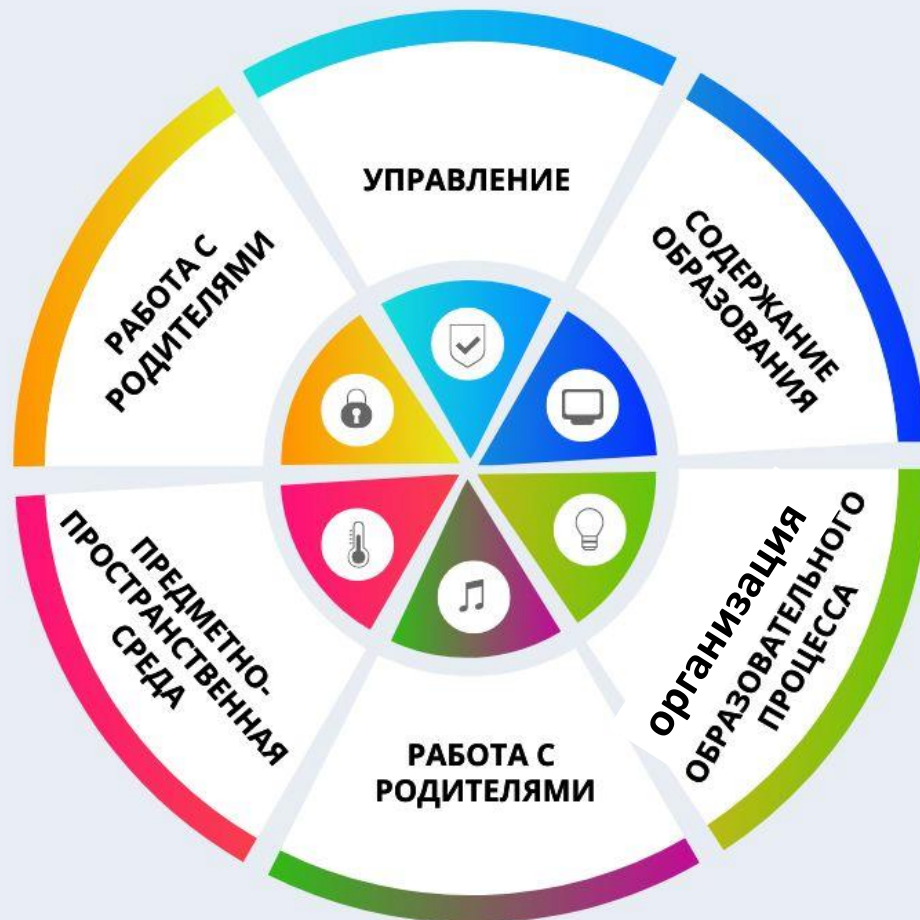 УПРАВЛЕНИЕ
СОДЕРЖАНИЕ
ОБРАЗОВАНИЯ
организация
ОБРАЗОВАТЕЛЬНОГО
ПРОЦЕССА
РАБОТА С
РОДИТЕЛЯМИ
ПРЕДМЕТНО-
ПРОСТРАНСТВЕННАЯ
СРЕДА
РАБОТА С
РОДИТЕЛЯМИ